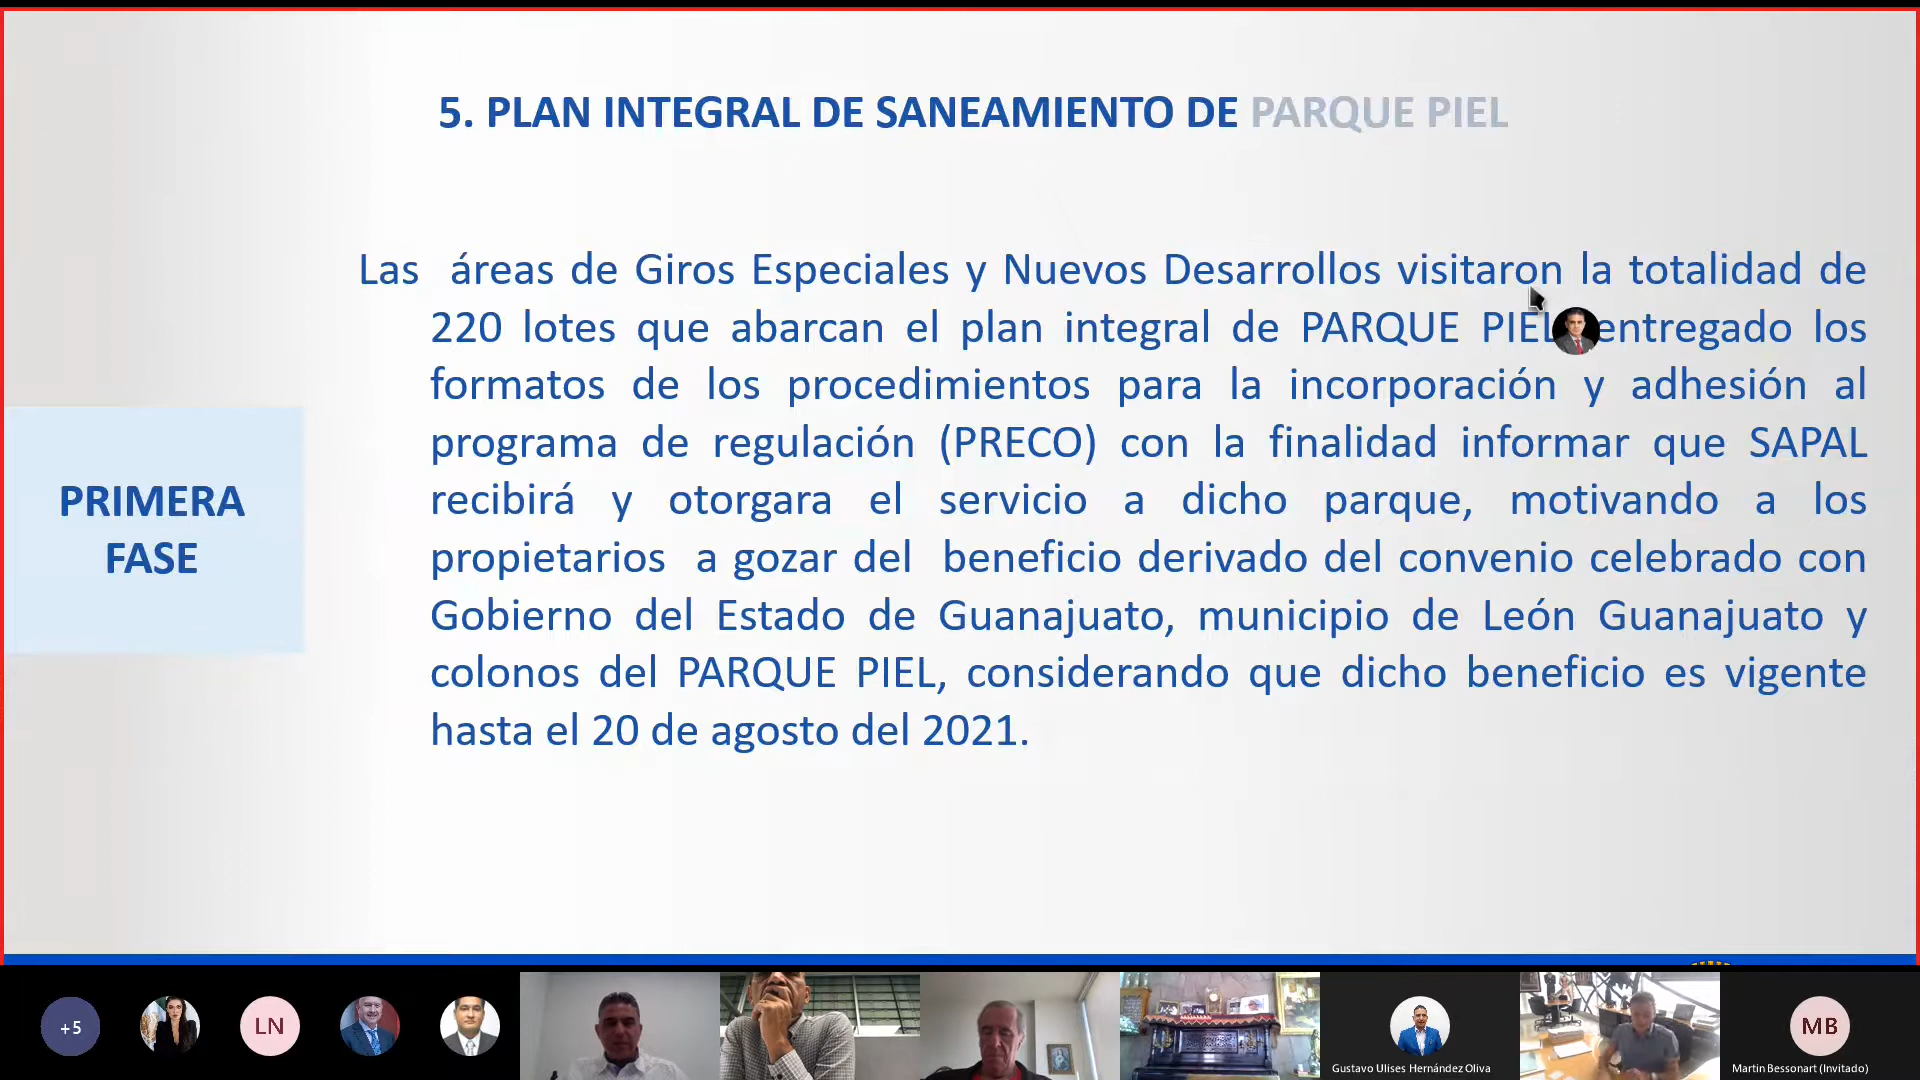 5. PLAN INTEGRAL DE SANEAMIENTO DE PARQUE PIEL
Las áreas de Giros Especiales y Nuevos Desarrollos visitaron la totalidad de
220 lotes que abarcan el plan integral de PARQUE PIEL entregado los
formatos de los procedimientos para la incorporación y adhesión al
programa de regulación (PRECO) con la finalidad informar que SAPAL
recibirá y otorgara el servicio a dicho parque, motivando a los
propietarios a gozar del beneficio derivado del convenio celebrado con
Gobierno del Estado de Guanajuato, municipio de León Guanajuato y
colonos del PARQUE PIEL, considerando que dicho beneficio es vigente
hasta el 20 de agosto del 2021.
PRIMERA
FASE
+5
LN
MB
Gustavo Ulises Hernández Oliva
Martin Bessonart (Invitado)